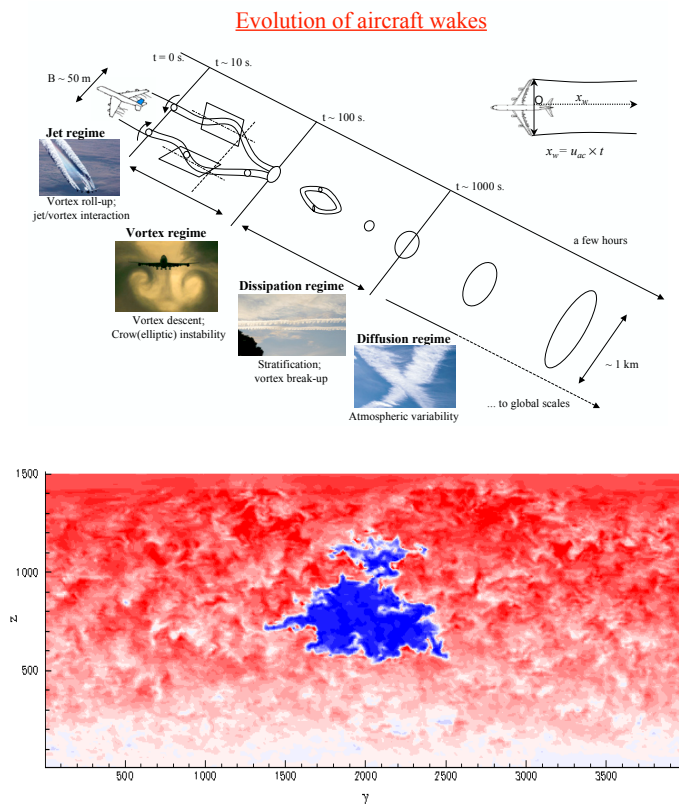 Evolution of aircraft wakes
t = 0 s.
t ~ 10 s.
B ~ 50 m
t ~ 100 s.
x_w
x_w = u_ac × t
Jet regime
Vortex roll-up;
jet/vortex interaction
t ~ 1000 s.
Vortex regime
a few hours
Vortex descent;
Crow(elliptic) instability
Dissipation regime
Stratification;
vortex break-up
Diffusion regime
Atmospheric variability
~ 1 km
... to global scales
1500
1000
z
500
500 1000 1500 2000 2500 3000 3500
y